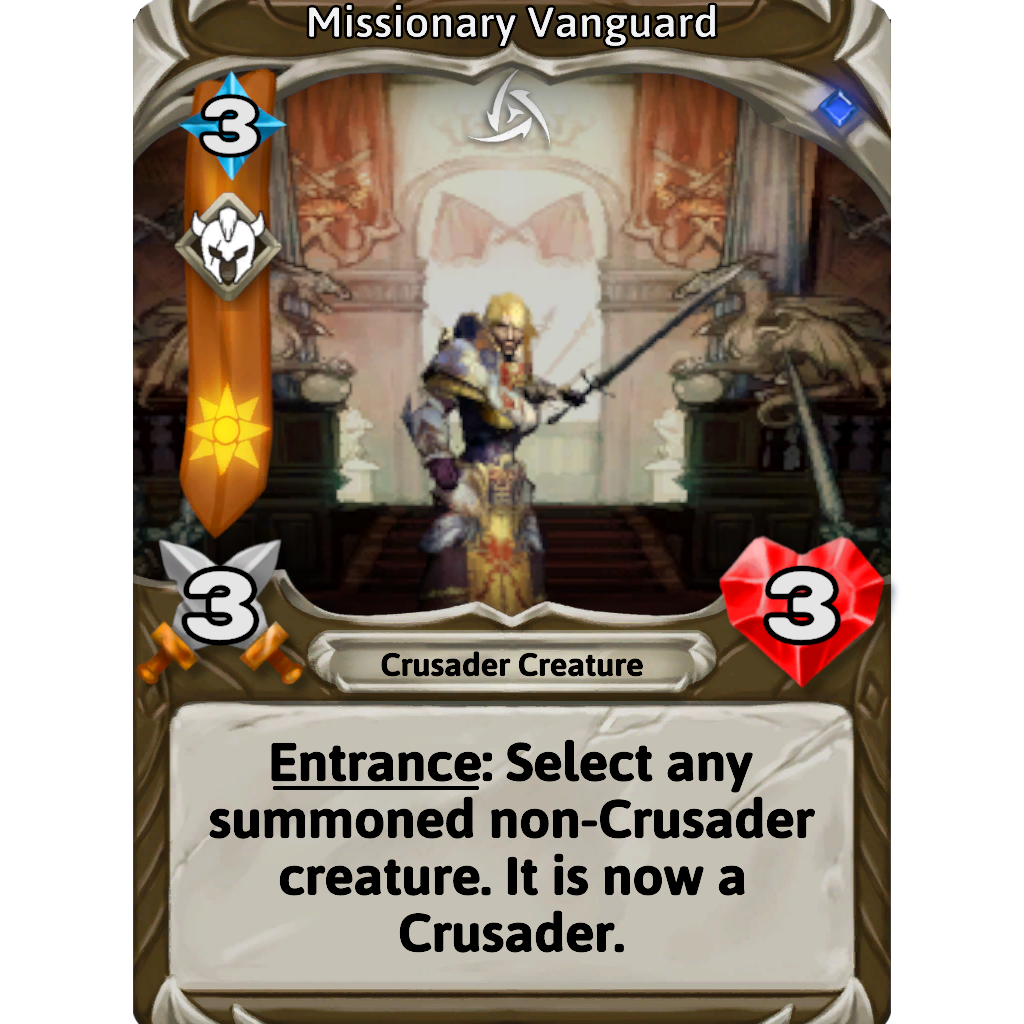 Missionary Vanguard
3
3
3
Crusader Creature
Entrance: Select any
summoned non-Crusader
creature. It is now a
Crusader.